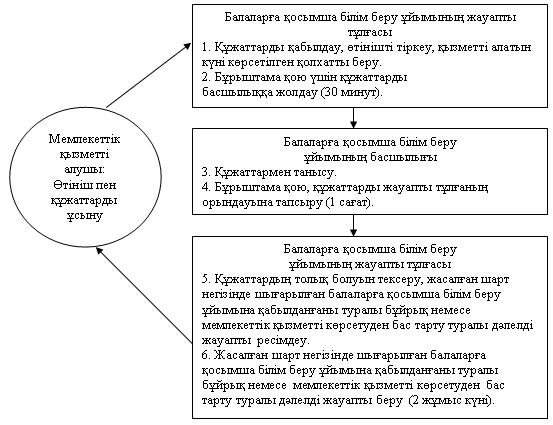 Балаларға қосымша білім беру ұйымының жауапты
тұлғасы
1. Құжаттарды қабылдау, өтінішті тіркеу, қызметті алатын
күні көрсетілген қолхатты беру.
2. Бұрыштама қою үшін құжаттарды
басшылыққа жолдау (30 минут).
Мемлекеттік
қызметті
алушы:
Өтініш пен
құжаттарды
ұсыну
Балаларға қосымша білім беру
ұйымының басшылығы
3. Құжаттармен танысу.
4. Бұрыштама қою, құжаттарды жауапты тұлғаның
орындауына тапсыру (1 сағат).
Балаларға қосымша білім беру
ұйымының жауапты тұлғасы
5. Құжаттардың толық болуын тексеру, жасалған шарт
негізінде шығарылған балаларға қосымша білім беру
ұйымына қабылданғаны туралы бұйрық немесе
мемлекеттік қызметті көрсетуден бас тарту туралы дәлелді
жауапты ресімдеу.
6. Жасалған шарт негізінде шығарылған балаларға
қосымша білім беру ұйымына қабылданғаны туралы
бұйрық немесе мемлекеттік қызметті көрсетуден бас
тарту туралы дәлелді жауапты беру (2 жұмыс күні).